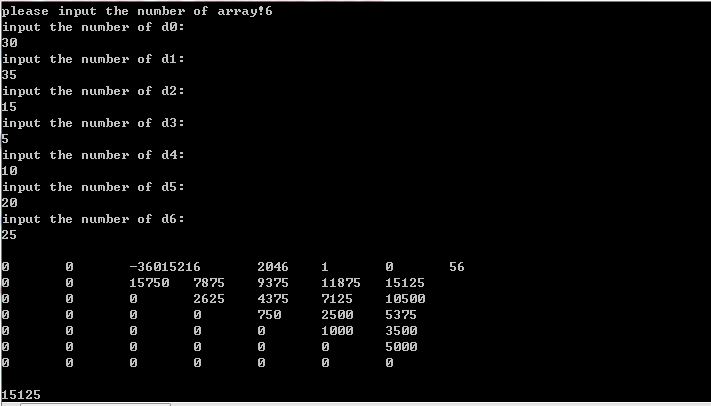 please input the number of array!6
input the number of d0:
30
input the number of d1:
35
input the number of d2:
15
input the number of d3:
5
input the number of d4:
10
input the number of d5:
20
input the number of d6:
25
0 0 -36015216 2046 1 0 56
0 0 15750 7875 9375 11875 15125
0 0 0 2625 4375 7125 10500
0 0 0 0 750 2500 5375
0 0 0 0 0 1000 3500
0 0 0 0 0 0 5000
0 0 0 0 0 0 0
15125